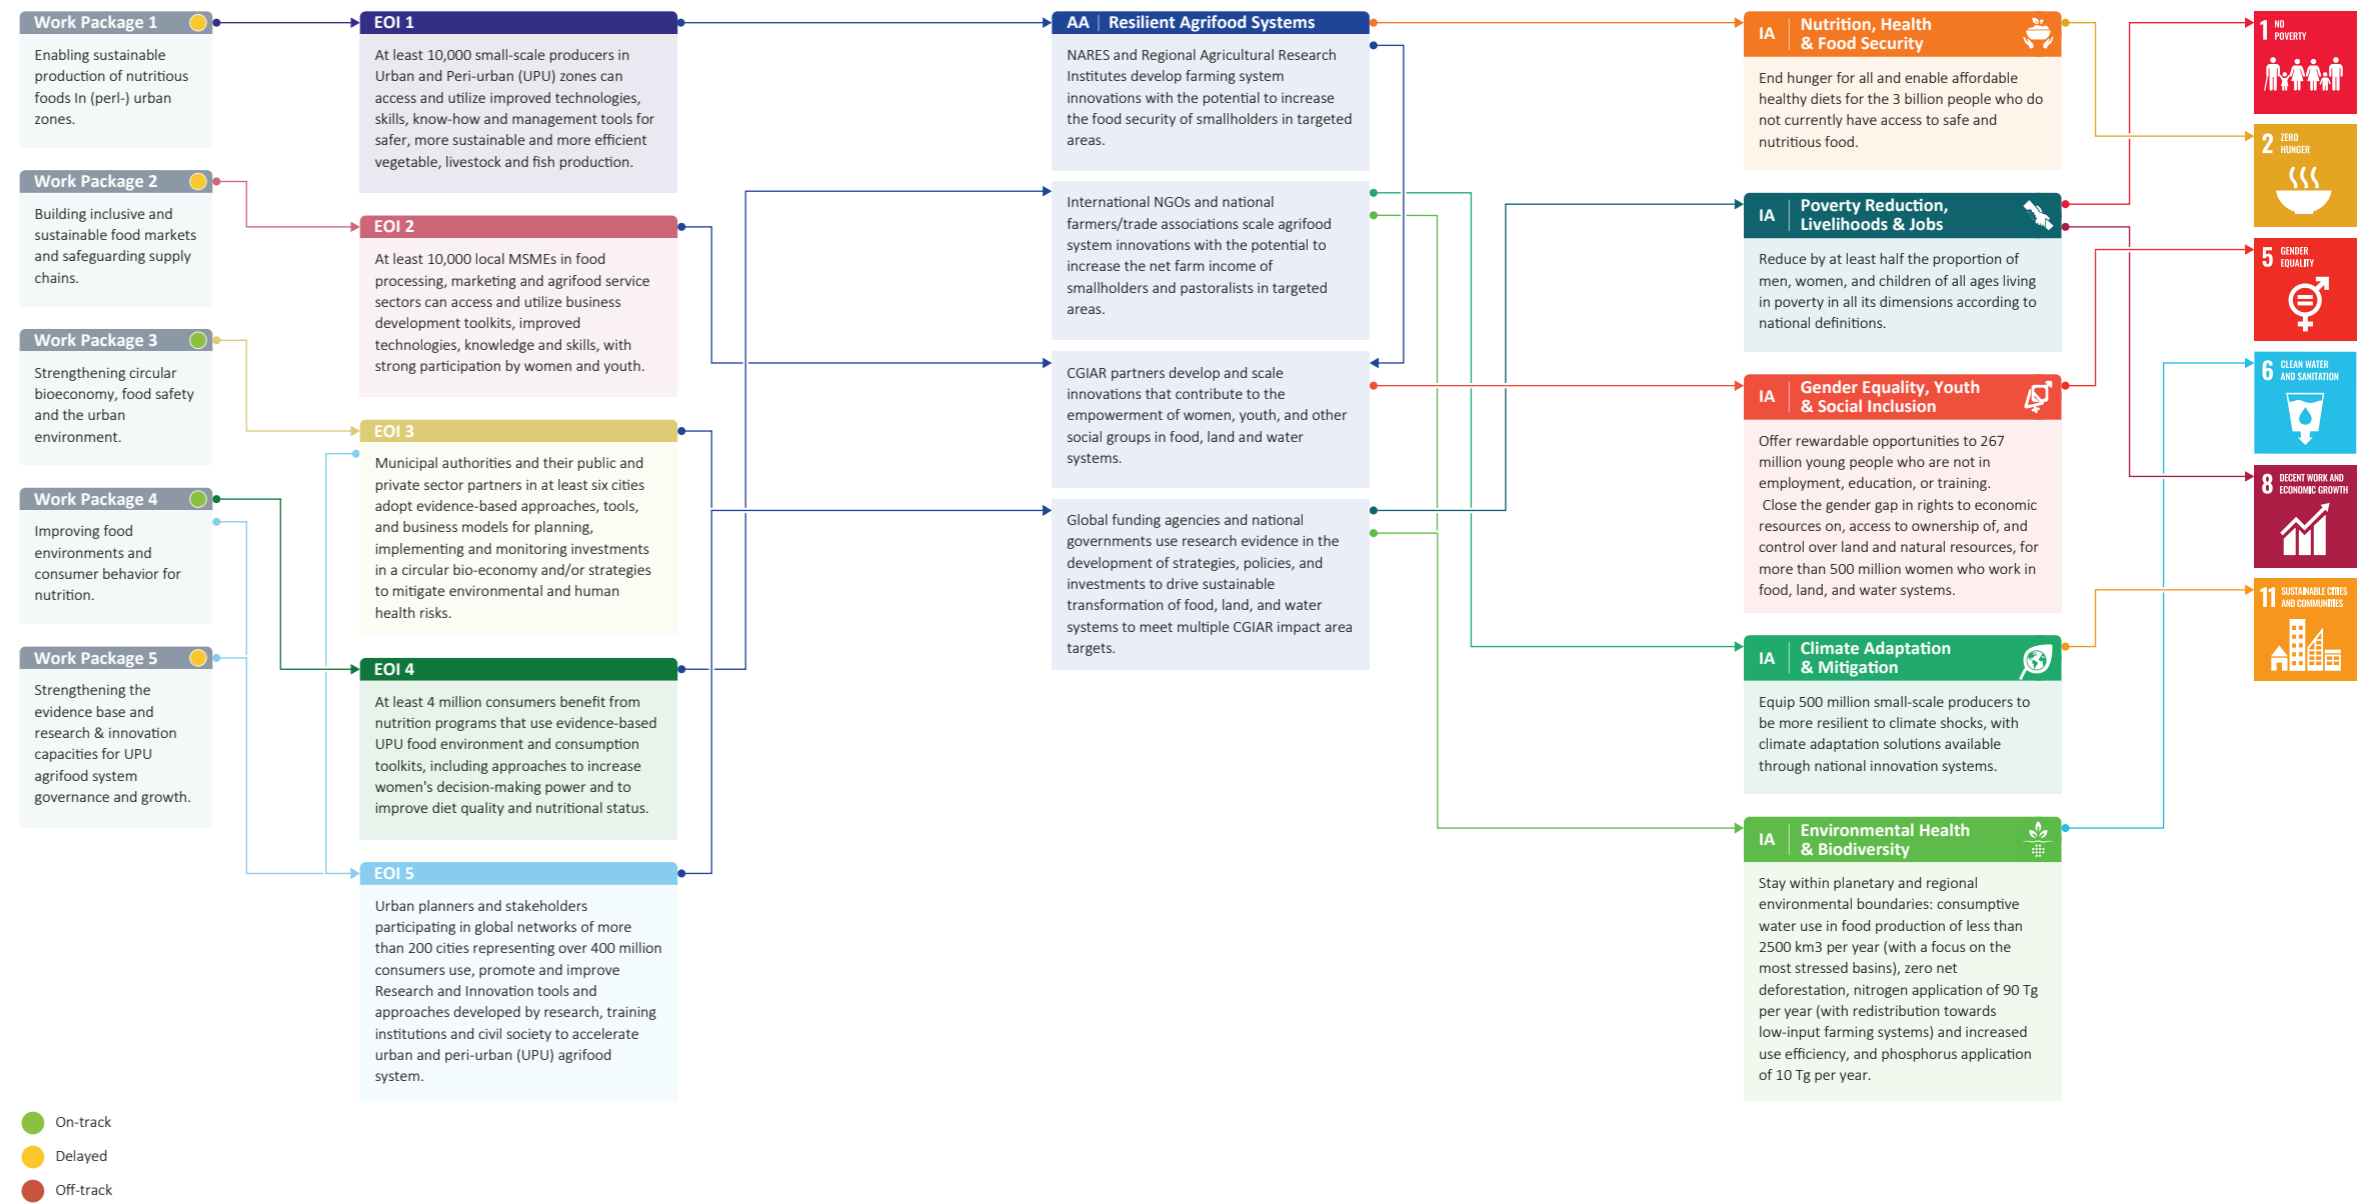 Work Package 1
Enabling sustainable
production of nutritious
foods In (perl-) urban
zones.
Work Package 2
Building inclusive and
sustainable food markets
and safeguarding supply
chains.
Work Package 3
Strengthening circular
bioeconomy, food safety
and the urban
environment.
Work Package 4
Improving food
environments and
consumer behavior for
nutrition.
Work Package 5
Strengthening the
evidence base and
research & innovation
capacities for UPU
agrifood system
governance and growth.
On-track
Delayed
Off-track
EOI 1
At least 10,000 small-scale producers in
Urban and Peri-urban (UPU) zones can
access and utilize improved technologies,
skills, know-how and management tools for
safer, more sustainable and more efficient
vegetable, livestock and fish production.
EOI 2
At least 10,000 local MSMEs in food
processing, marketing and agrifood service
sectors can access and utilize business
development toolkits, improved
technologies, knowledge and skills, with
strong participation by women and youth.
EOI 3
Municipal authorities and their public and
private sector partners in at least six cities
adopt evidence-based approaches, tools,
and business models for planning,
implementing and monitoring investments
in a circular bio-economy and/or strategies
to mitigate environmental and human
health risks.
EOI 4
At least 4 million consumers benefit from
nutrition programs that use evidence-based
UPU food environment and consumption
toolkits, including approaches to increase
women's decision-making power and to
improve diet quality and nutritional status.
EOI 5
Urban planners and stakeholders
participating in global networks of more
than 200 cities representing over 400 million
consumers use, promote and improve
Research and Innovation tools and
approaches developed by research, training
institutions and civil society to accelerate
urban and peri-urban (UPU) agrifood
system.
AA | Resilient Agrifood Systems
NARES and Regional Agricultural Research
Institutes develop farming system
innovations with the potential to increase
the food security of smallholders in targeted
areas.
International NGOs and national
farmers/trade associations scale agrifood
system innovations with the potential to
increase the net farm income of
smallholders and pastoralists in targeted
areas.
CGIAR partners develop and scale
innovations that contribute to the
empowerment of women, youth, and other
social groups in food, land and water
systems.
Global funding agencies and national
governments use research evidence in the
development of strategies, policies, and
investments to drive sustainable
transformation of food, land, and water
systems to meet multiple CGIAR impact area
targets.
IA | Nutrition, Health
& Food Security
End hunger for all and enable affordable
healthy diets for the 3 billion people who do
not currently have access to safe and
nutritious food.
IA | Poverty Reduction,
Livelihoods & Jobs
Reduce by at least half the proportion of
men, women, and children of all ages living
in poverty in all its dimensions according to
national definitions.
IA | Gender Equality, Youth
& Social Inclusion
Offer rewardable opportunities to 267
million young people who are not in
employment, education, or training.
Close the gender gap in rights to economic
resources on, access to ownership of, and
control over land and natural resources, for
more than 500 million women who work in
food, land, and water systems.
IA | Climate Adaptation
& Mitigation
Equip 500 million small-scale producers to
be more resilient to climate shocks, with
climate adaptation solutions available
through national innovation systems.
IA | Environmental Health
& Biodiversity
Stay within planetary and regional
environmental boundaries: consumptive
water use in food production of less than
2500 km3 per year (with a focus on the
most stressed basins), zero net
deforestation, nitrogen application of 90 Tg
per year (with redistribution towards
low-input farming systems) and increased
use efficiency, and phosphorus application
of 10 Tg per year.
1 NO
POVERTY
2 ZERO
HUNGER
5 GENDER
EQUALITY
6 CLEAN WATER
AND SANITATION
8 DECENT WORK AND
ECONOMIC GROWTH
11 SUSTAINABLE CITIES
AND COMMUNITIES